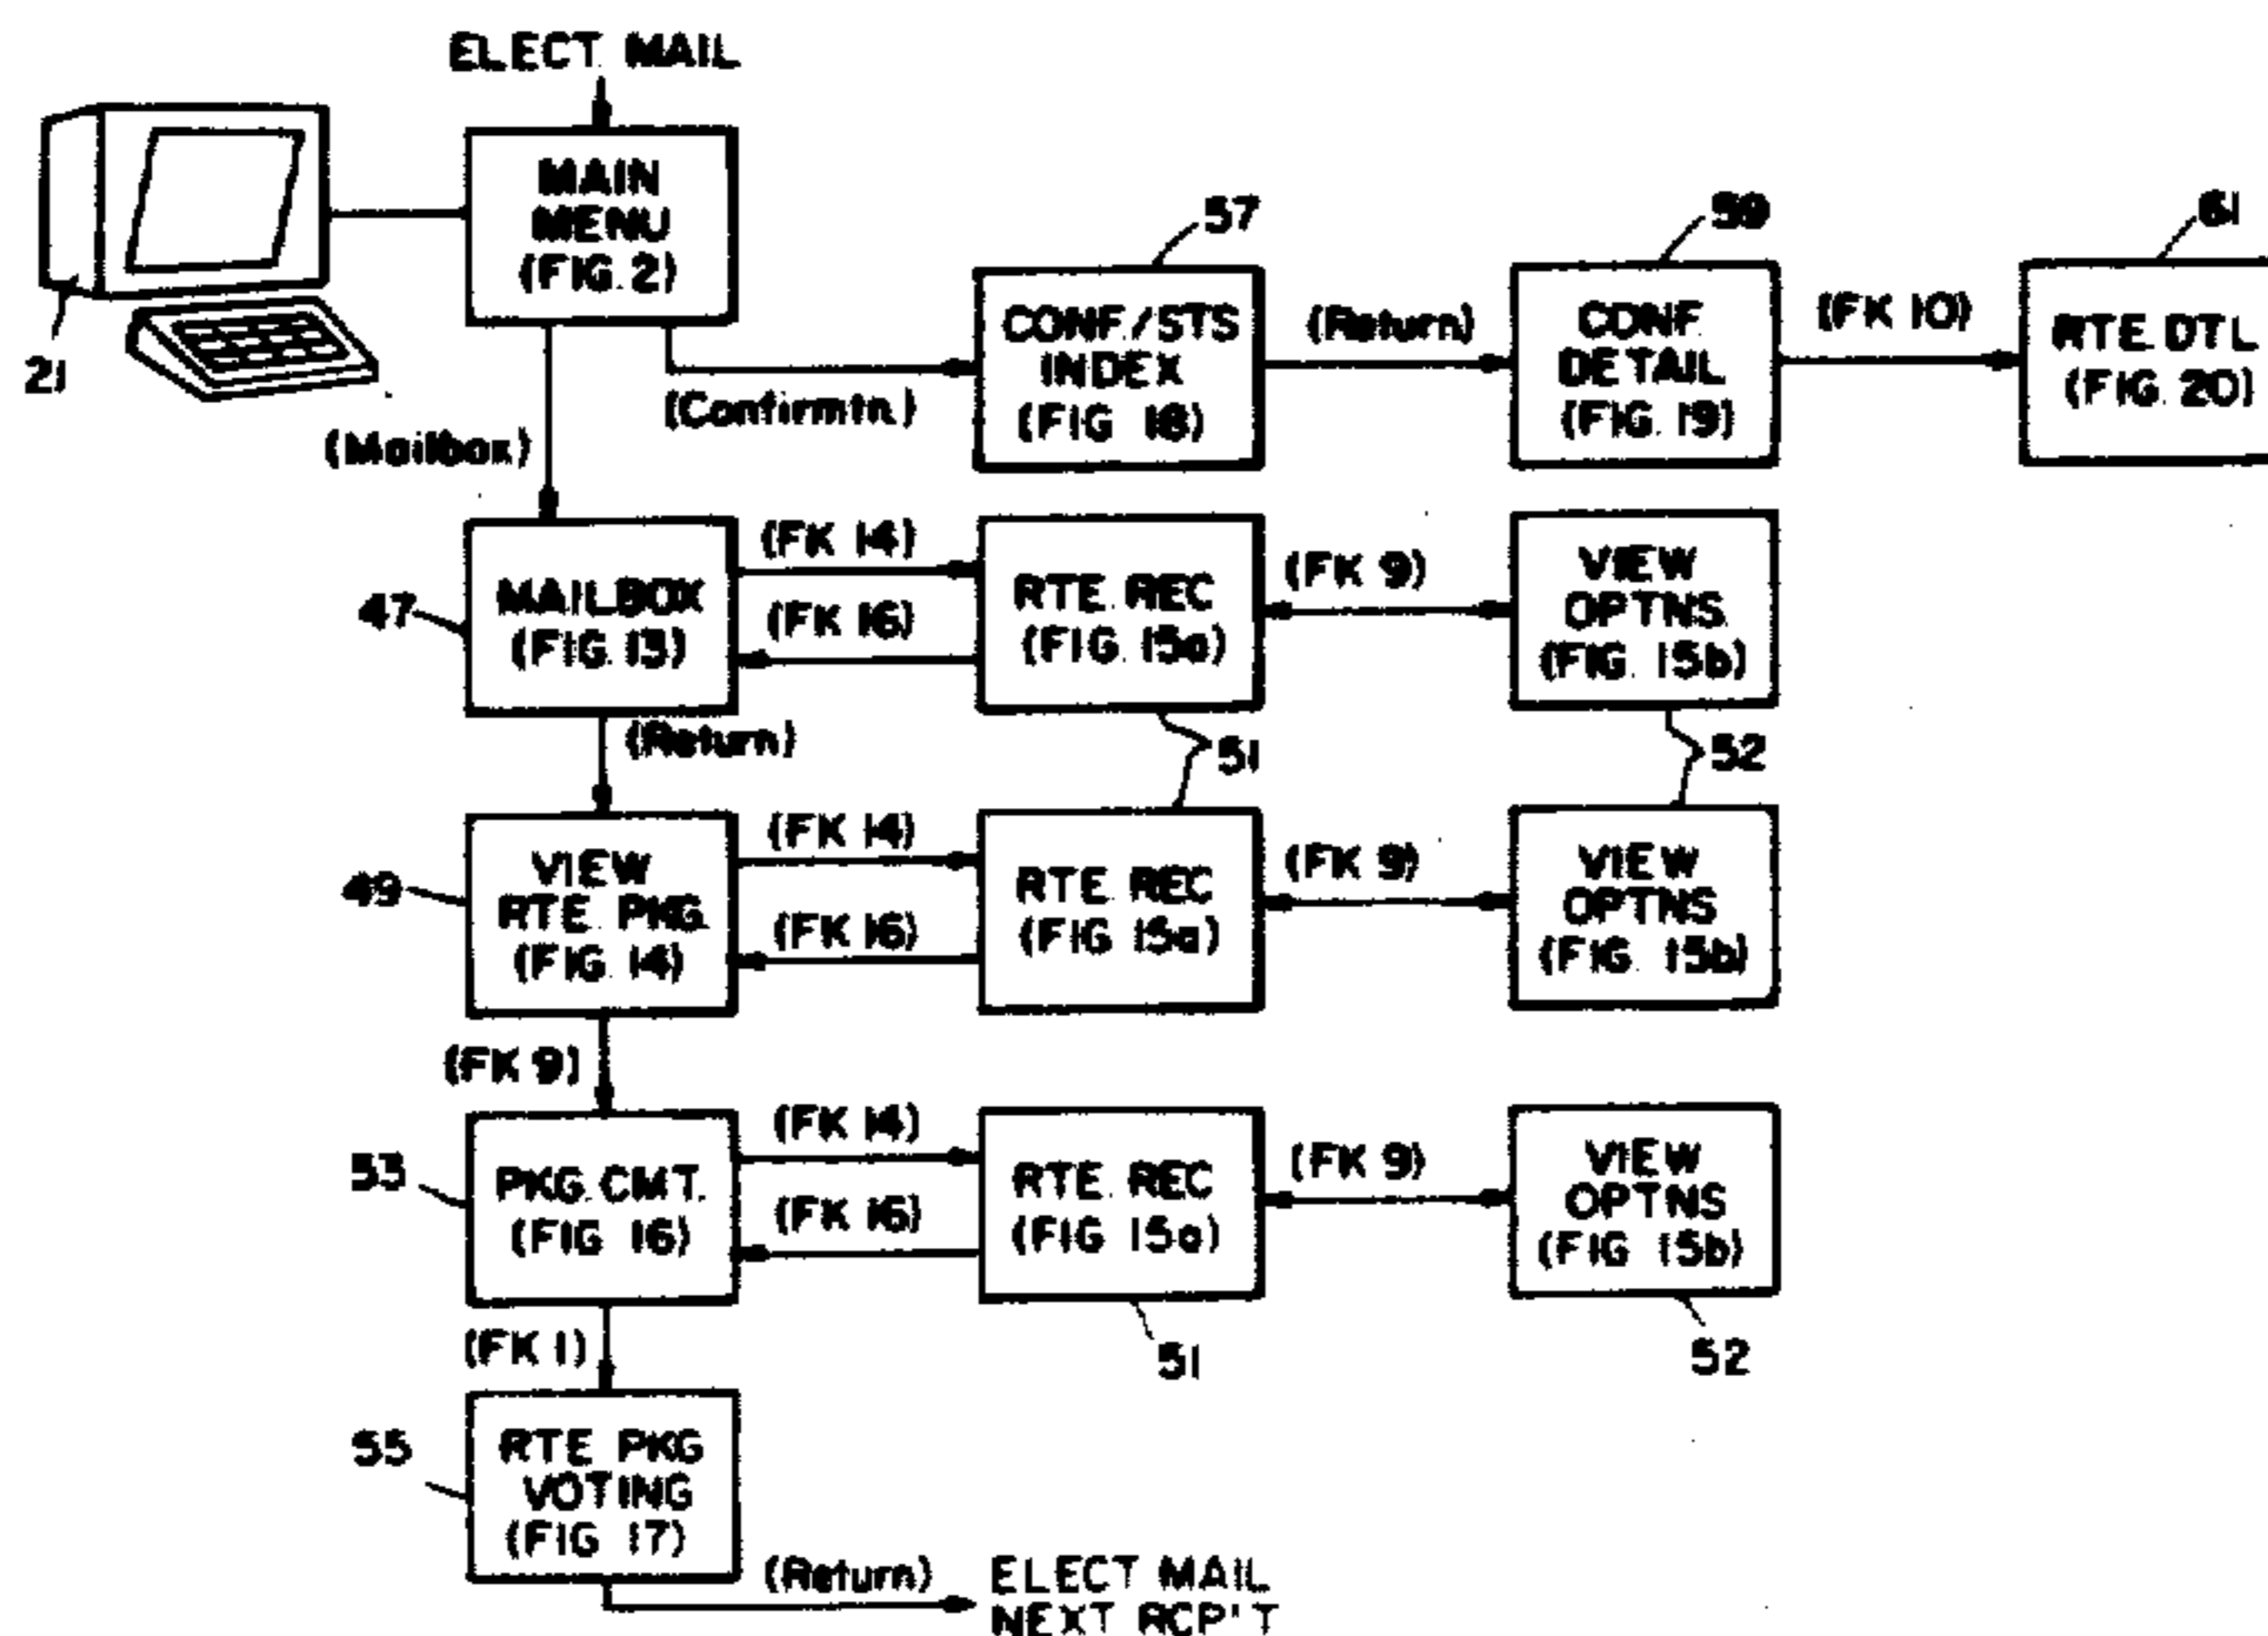 ELECT MAIL
MAIN
MENU
(FIG. 2)
21
57
CONF./STS
INDEX
(FIG 18)
(Return)
59
CONF.
DETAIL
(FIG. 19)
(FK 10)
61
RTE. DTL
(FIG. 20)
(Confirmtn.)
(Mailbox)
47
MAILBOX
(FIG. 13)
(FK 14)
(FK 16)
RTE. REC
(FIG. 15a)
(FK 9)
VIEW
OPTNS.
(FIG. 15b)
(Return)
51
52
49
VIEW
RTE. PKG.
(FIG. 14)
(FK 14)
(FK 16)
RTE. REC
(FIG 15a)
(FK 9)
VIEW
OPTNS
(FIG. 15b)
(FK 9)
53
PKG. CMT.
(FIG 16)
(FK 14)
(FK 16)
RTE. REC
(FIG 15a)
(FK 9)
VIEW
OPTNS
(FIG 15b)
51
52
(FK 1)
55
RTE PKG
VOTING
(FIG 17)
(Return)
ELECT MAIL
NEXT RCP'T